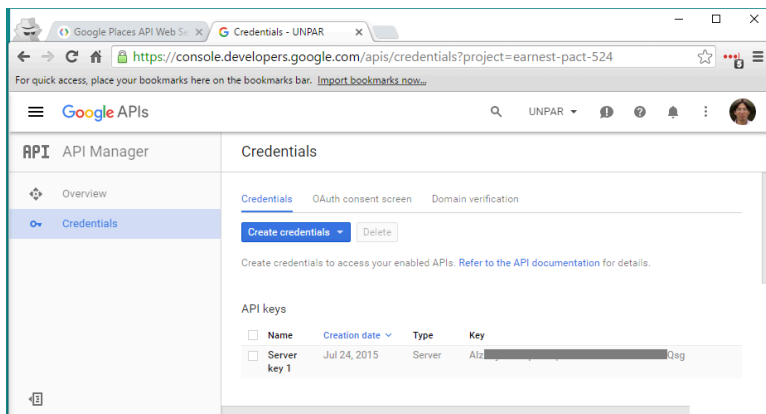 Google Places API Web Se
Credentials - UNPAR
https://console.developers.google.com/apis/credentials?project=earnest-pact-524
For quick access, place your bookmarks here on the bookmarks bar. Import bookmarks now...
Google APIs
UNPAR
API API Manager
Credentials
Overview
Credentials
Credentials OAuth consent screen Domain verification
Create credentials Delete
Create credentials to access your enabled APIs. Refer to the API documentation for details.
API keys
Name Creation date Type Key
Server key 1 Jul 24, 2015 Server AIz Qsg